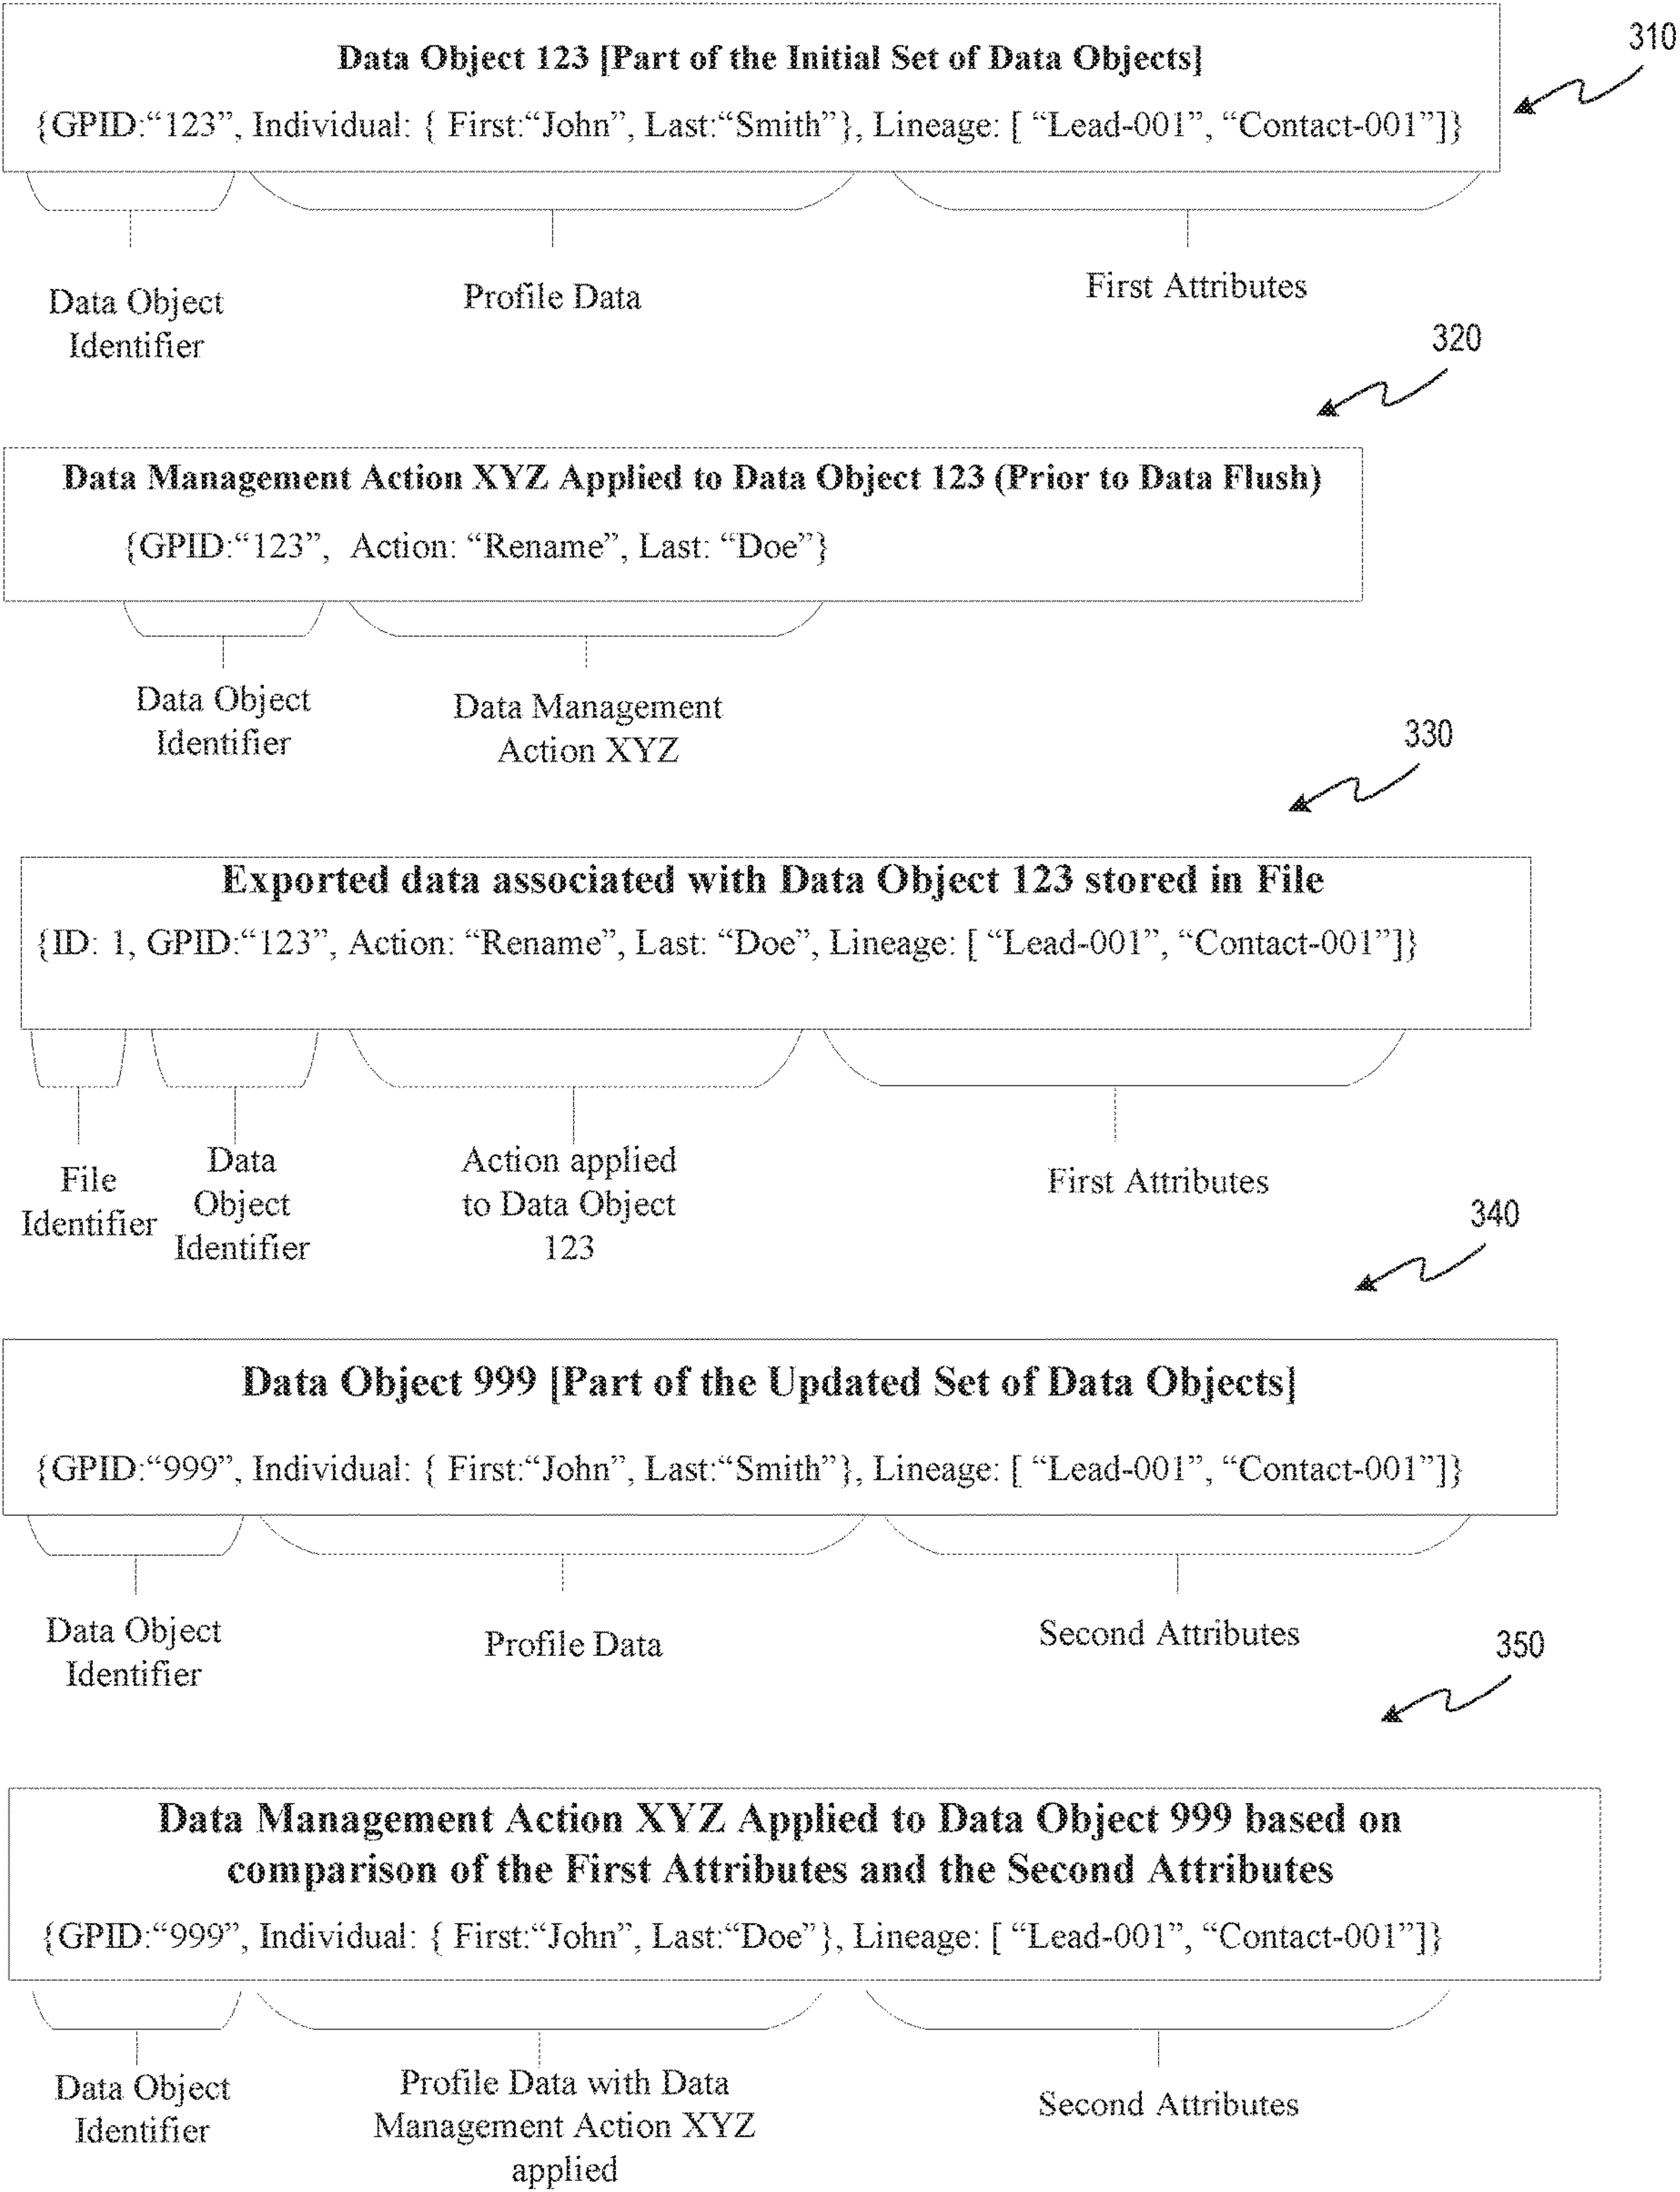 310
Data Object 123 [Part of the Initial Set of Data Objects]
{GPID:“123”, Individual: { First:“John”, Last:“Smith”}, Lineage: [ “Lead-001”, “Contact-001”]}
Data Object
Identifier
Profile Data
First Attributes
320
Data Management Action XYZ Applied to Data Object 123 (Prior to Data Flush)
{GPID:“123”, Action: “Rename”, Last: “Doe”}
Data Object
Identifier
Data Management
Action XYZ
330
Exported data associated with Data Object 123 stored in File
{ID: 1, GPID:“123”, Action: “Rename”, Last: “Doe”, Lineage: [ “Lead-001”, “Contact-001”]}
File
Identifier
Data
Object
Identifier
Action applied
to Data Object
123
First Attributes
340
Data Object 999 [Part of the Updated Set of Data Objects]
{GPID:“999”, Individual: { First:“John”, Last:“Smith”}, Lineage: [ “Lead-001”, “Contact-001”]}
Data Object
Identifier
Profile Data
Second Attributes
350
Data Management Action XYZ Applied to Data Object 999 based on
comparison of the First Attributes and the Second Attributes
{GPID:“999”, Individual: { First:“John”, Last:“Doe”}, Lineage: [ “Lead-001”, “Contact-001”]}
Data Object
Identifier
Profile Data with Data
Management Action XYZ
applied
Second Attributes